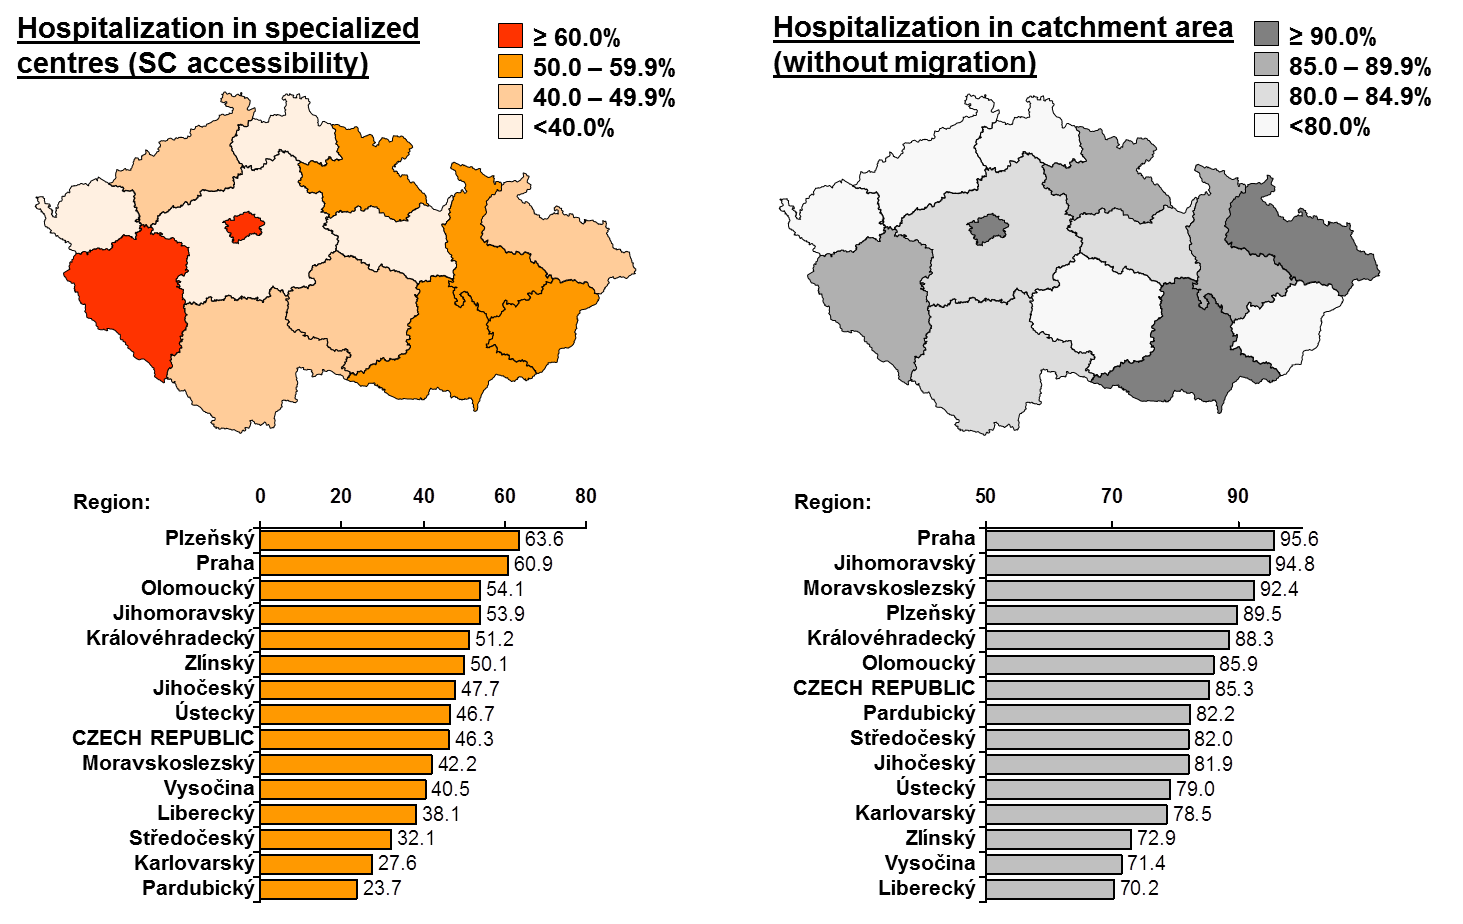 Hospitalization in specialized
centres (SC accessibility)
≥ 60.0%
50.0 – 59.9%
40.0 – 49.9%
<40.0%
Hospitalization in catchment area
(without migration)
≥ 90.0%
85.0 – 89.9%
80.0 – 84.9%
<80.0%
Region:
0 20 40 60 80
Plzeňský 63.6
Praha 60.9
Olomoucký 54.1
Jihomoravský 53.9
Královéhradecký 51.2
Zlínský 50.1
Jihočeský 47.7
Ústecký 46.7
CZECH REPUBLIC 46.3
Moravskoslezský 42.2
Vysočina 40.5
Liberecký 38.1
Středočeský 32.1
Karlovarský 27.6
Pardubický 23.7
Region:
50 70 90
Praha 95.6
Jihomoravský 94.8
Moravskoslezský 92.4
Plzeňský 89.5
Královéhradecký 88.3
Olomoucký 85.9
CZECH REPUBLIC 85.3
Pardubický 82.2
Středočeský 82.0
Jihočeský 81.9
Ústecký 79.0
Karlovarský 78.5
Zlínský 72.9
Vysočina 71.4
Liberecký 70.2